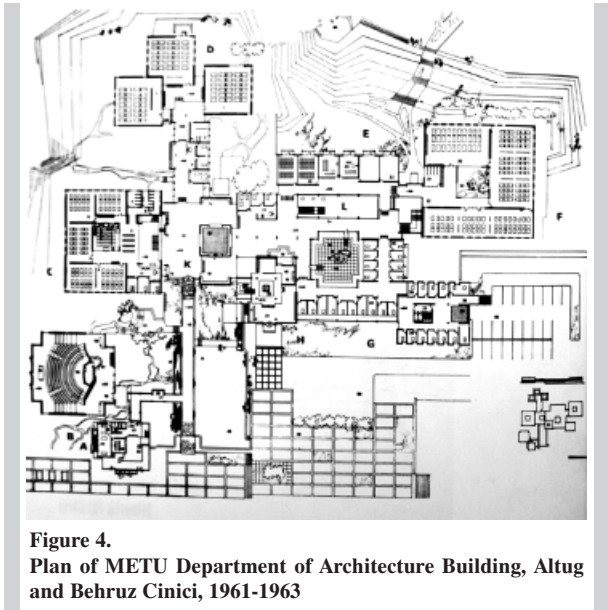 D
E
F
L
C
K
H
G
B
A
Figure 4.
Plan of METU Department of Architecture Building, Altug
and Behruz Cinici, 1961-1963